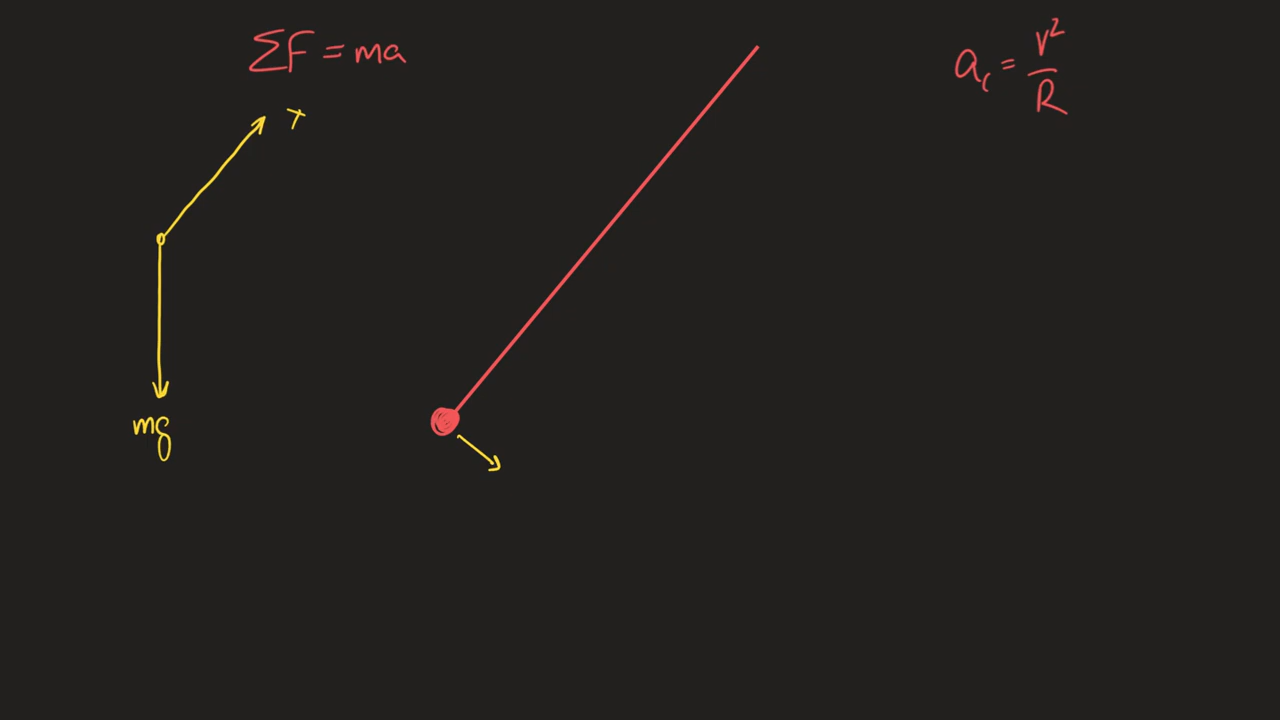 ΣF = ma
a_c = v²/R
T
mg